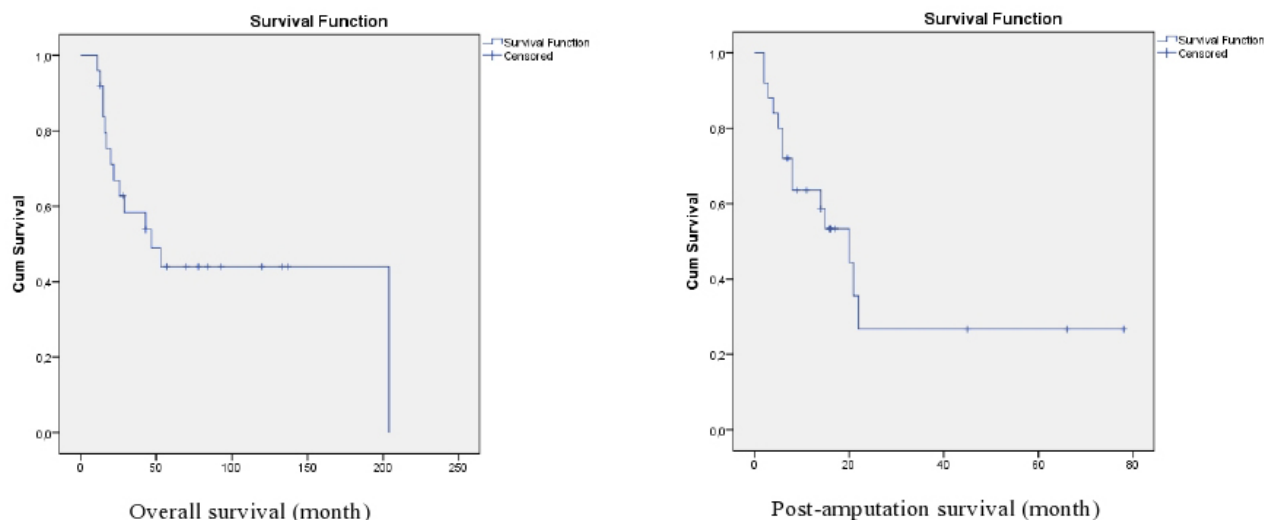 Survival Function
Survival Function
Censored
1,0
0,8
0,6
0,4
0,2
0,0
Cum Survival
0 50 100 150 200 250
Overall survival (month)
Survival Function
Survival Function
Censored
1,0
0,8
0,6
0,4
0,2
0,0
Cum Survival
0 20 40 60 80
Post-amputation survival (month)